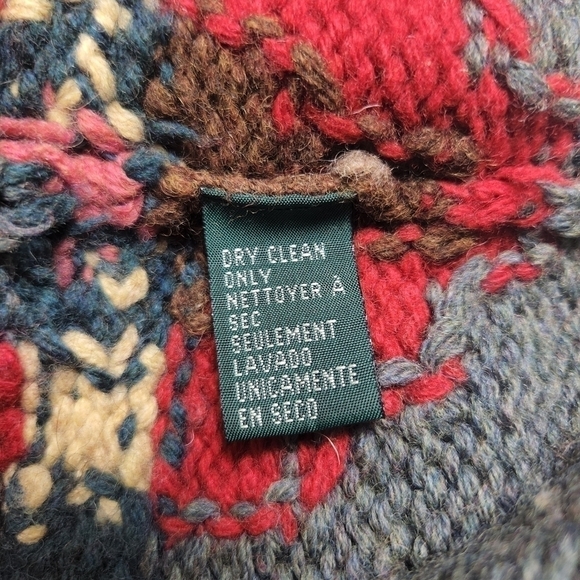 DRY CLEAN
ONLY
NETTOYER À
SEC
SEULEMENT
LAVADO
UNICAMENTE
EN SECO